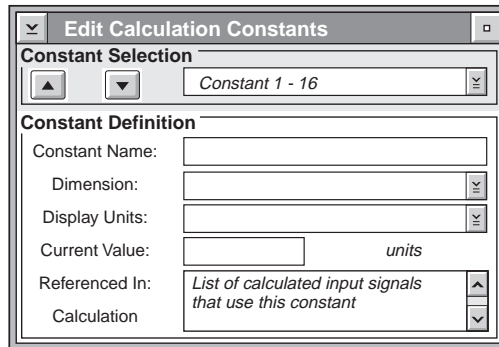 Edit Calculation Constants
Constant Selection
Constant 1 - 16
Constant Definition
Constant Name:
Dimension:
Display Units:
Current Value:
units
Referenced In:
List of calculated input signals
that use this constant
Calculation